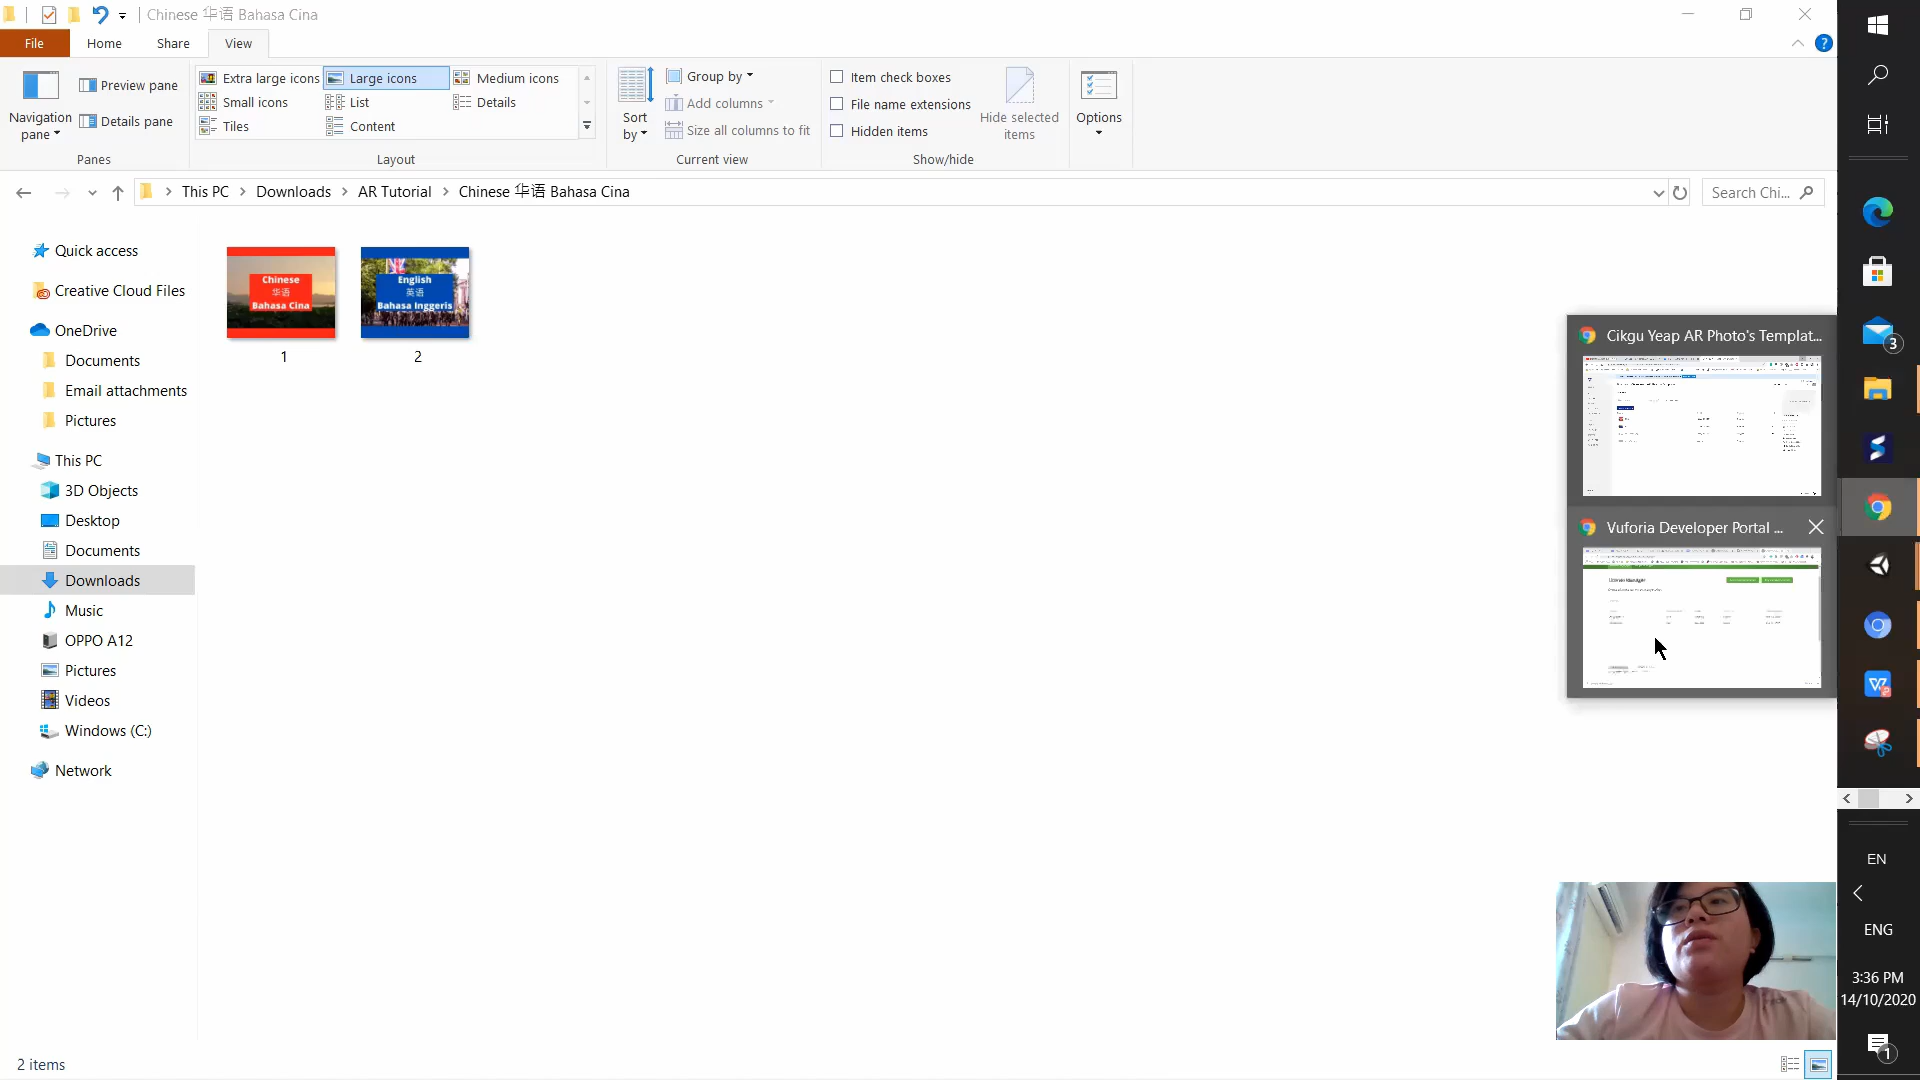 Chinese 华语 Bahasa Cina
File
Home
Share
View
Navigation pane
Preview pane
Details pane
Panes
Extra large icons
Large icons
Medium icons
Small icons
List
Details
Tiles
Content
Layout
Sort by
Group by
Add columns
Size all columns to fit
Current view
Item check boxes
File name extensions
Hidden items
Hide selected items
Show/hide
Options
This PC > Downloads > AR Tutorial > Chinese 华语 Bahasa Cina
Search Chi...
Quick access
Creative Cloud Files
OneDrive
Documents
Email attachments
Pictures
This PC
3D Objects
Desktop
Documents
Downloads
Music
OPPO A12
Pictures
Videos
Windows (C:)
Network
Chinese
华语
Bahasa Cina
1
English
英语
Bahasa Inggeris
2
Cikgu Yeap AR Photo's Templat...
Vuforia Developer Portal ...
3
EN
ENG
3:36 PM
14/10/2020
1
2 items